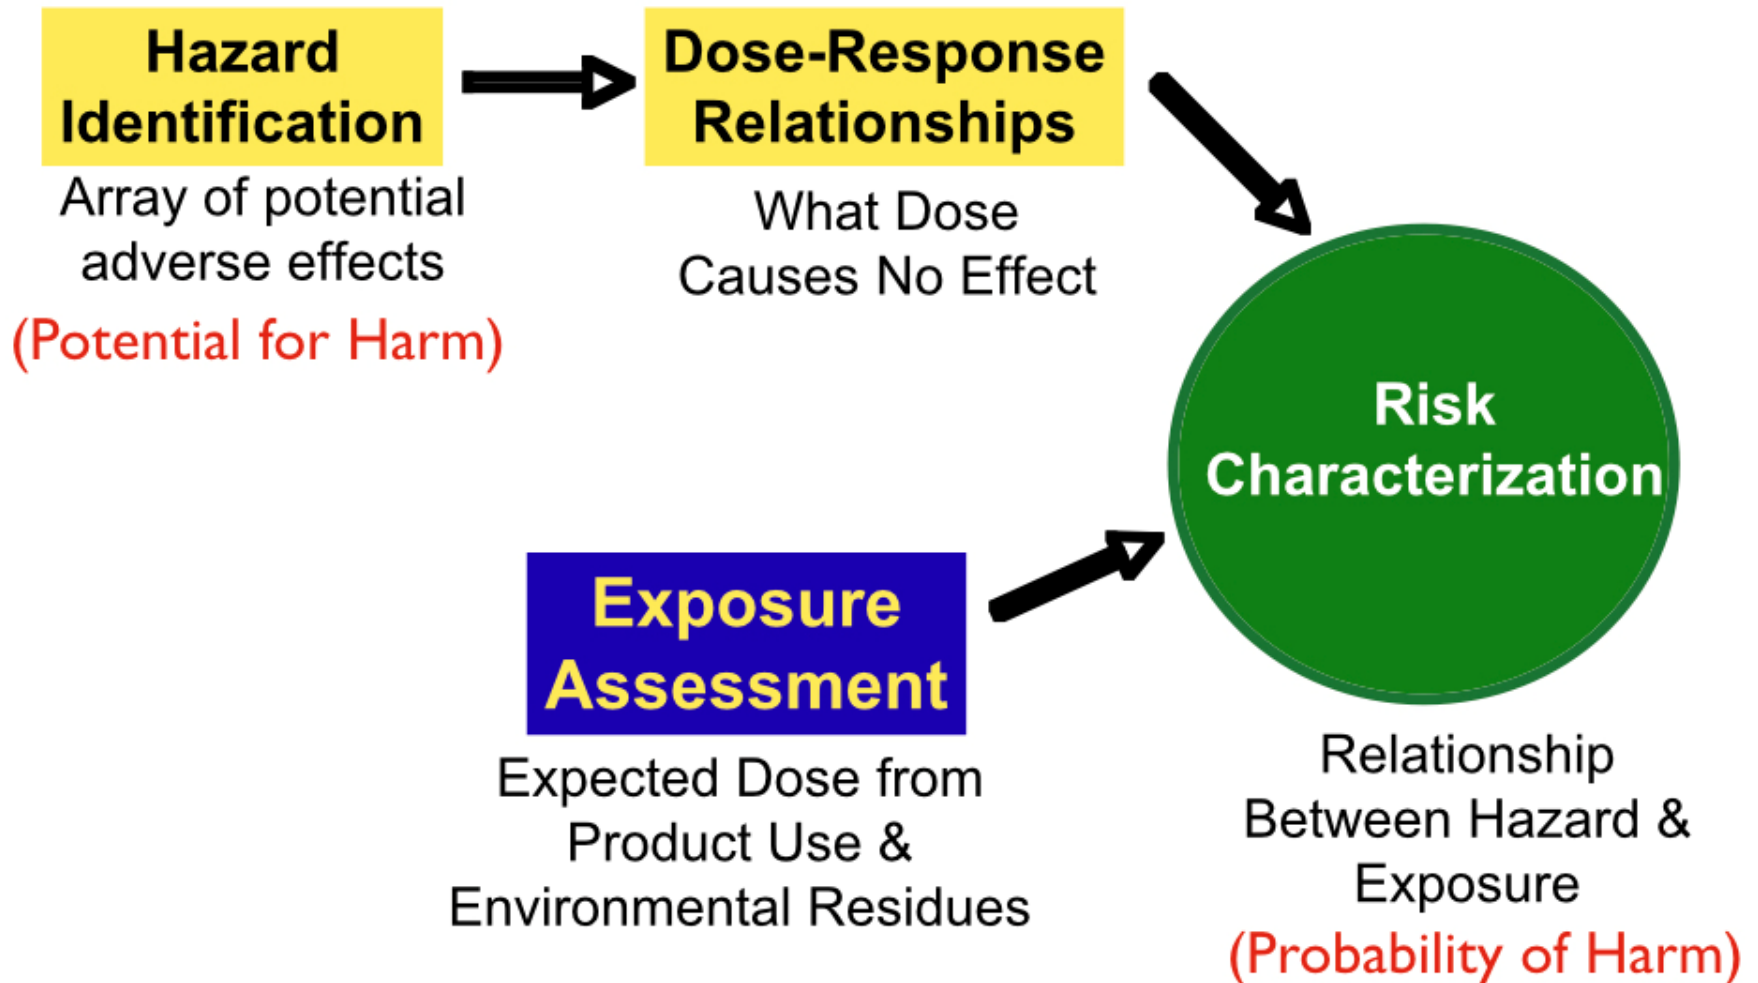 Hazard
Identification
Array of potential
adverse effects
(Potential for Harm)
Dose-Response
Relationships
What Dose
Causes No Effect
Exposure
Assessment
Expected Dose from
Product Use &
Environmental Residues
Risk
Characterization
Relationship
Between Hazard &
Exposure
(Probability of Harm)